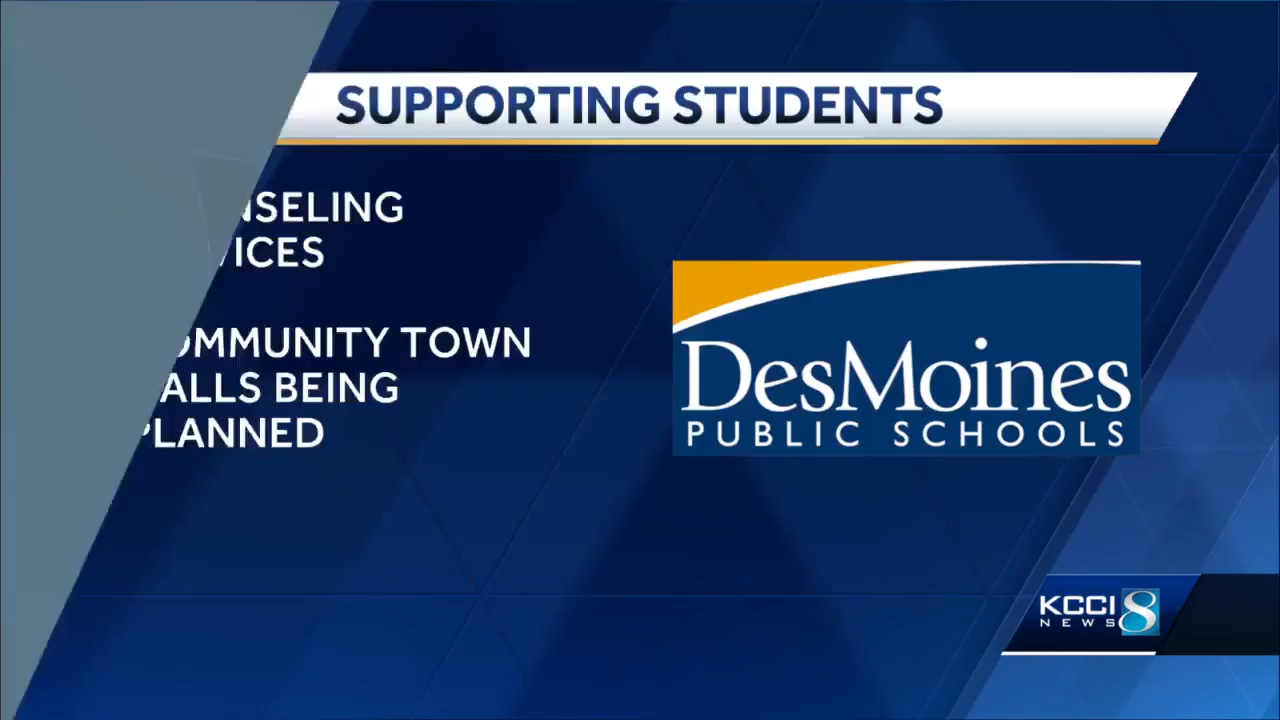 SUPPORTING STUDENTS
NSELING
VICES
OMMUNITY TOWN
ALLS BEING
PLANNED
DesMoines
PUBLIC SCHOOLS
KCCI 8
NEWS